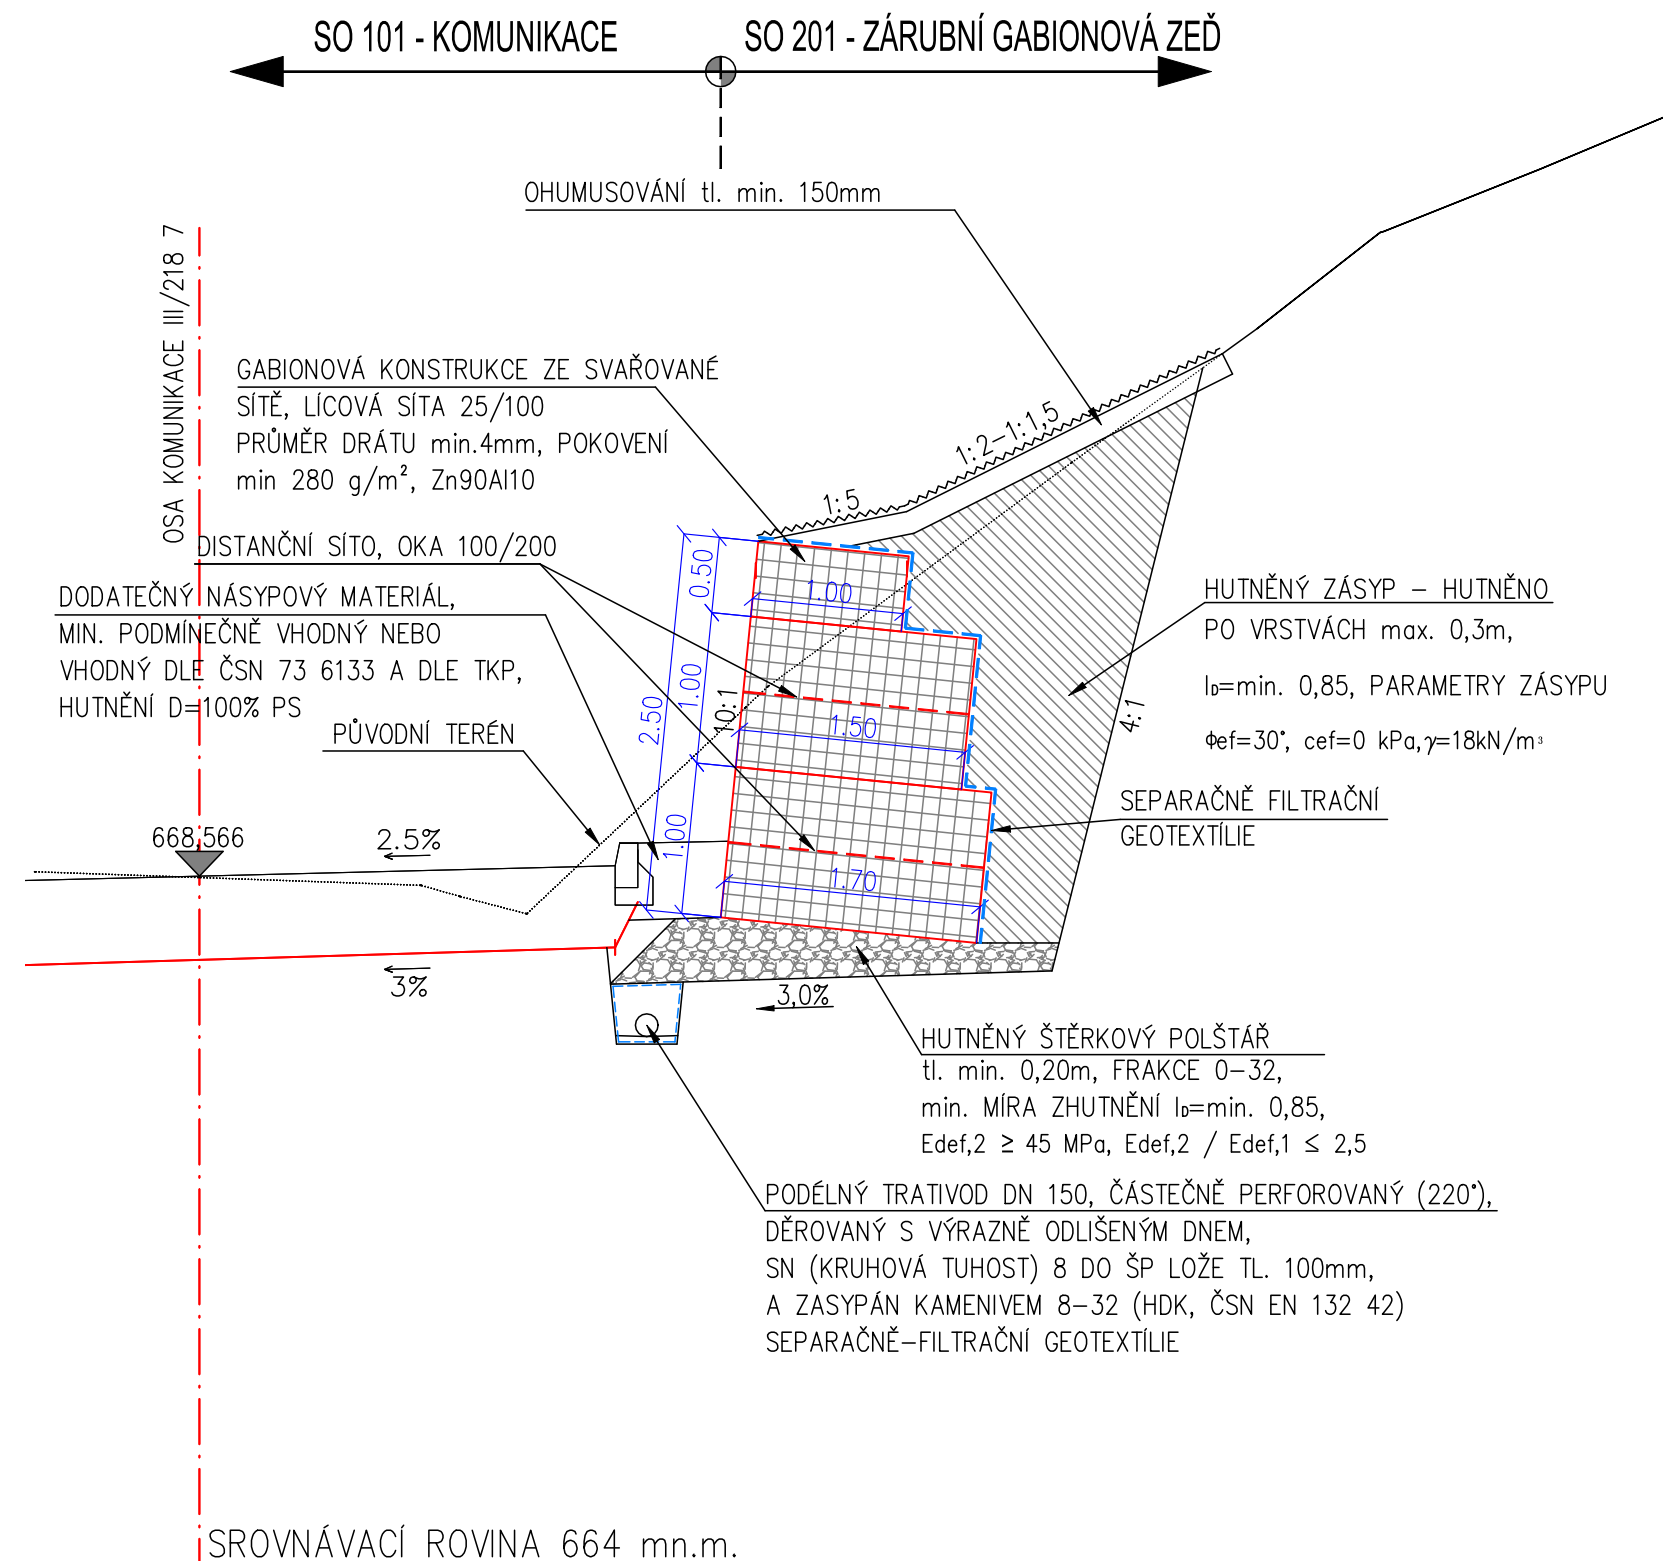 SO 101 - KOMUNIKACE
SO 201 - ZÁRUBNÍ GABIONOVÁ ZEĎ
OHUMUSOVÁNÍ tl. min. 150mm
OSA KOMUNIKACE III/218 7
GABIONOVÁ KONSTRUKCE ZE SVAŘOVANÉ
SÍTĚ, LÍCOVÁ SÍTA 25/100
PRŮMĚR DRÁTU min.4mm, POKOVENÍ
min 280 g/m², Zn90Al10
DISTANČNÍ SÍTO, OKA 100/200
DODATEČNÝ NÁSYPOVÝ MATERIÁL,
MIN. PODMÍNEČNĚ VHODNÝ NEBO
VHODNÝ DLE ČSN 73 6133 A DLE TKP,
HUTNĚNÍ D=100% PS
PŮVODNÍ TERÉN
1:5
1:2-1:1,5
0.50
1.00
1.00
2.50
10:1
1.50
1.00
1.70
4:1
HUTNĚNÝ ZÁSYP – HUTNĚNO
PO VRSTVÁCH max. 0,3m,
ID=min. 0,85, PARAMETRY ZÁSYPU
φef=30°, cef=0 kPa,γ=18kN/m³
SEPARAČNĚ FILTRAČNÍ
GEOTEXTÍLIE
668,566
2.5%
3%
3,0%
HUTNĚNÝ ŠTĚRKOVÝ POLŠTÁŘ
tl. min. 0,20m, FRAKCE 0–32,
min. MÍRA ZHUTNĚNÍ ID=min. 0,85,
Edef,2 ≥ 45 MPa, Edef,2 / Edef,1 ≤ 2,5
PODÉLNÝ TRATIVOD DN 150, ČÁSTEČNĚ PERFOROVANÝ (220°),
DĚROVANÝ S VÝRAZNĚ ODLIŠENÝM DNEM,
SN (KRUHOVÁ TUHOST) 8 DO ŠP LOŽE TL. 100mm,
A ZASYPÁN KAMENIVEM 8–32 (HDK, ČSN EN 132 42)
SEPARAČNĚ–FILTRAČNÍ GEOTEXTÍLIE
SROVNÁVACÍ ROVINA 664 mn.m.